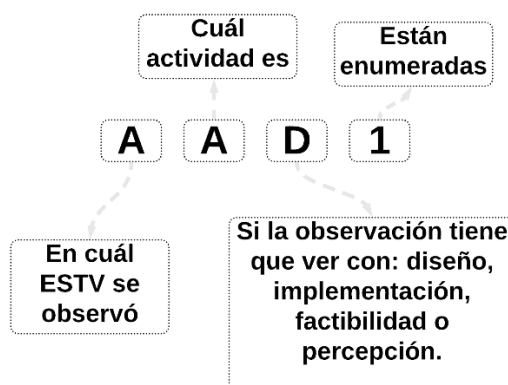 Cuál
actividad es
Están
enumeradas
A A D 1
En cuál
ESTV se
observó
Si la observación tiene
que ver con: diseño,
implementación,
factibilidad o
percepción.